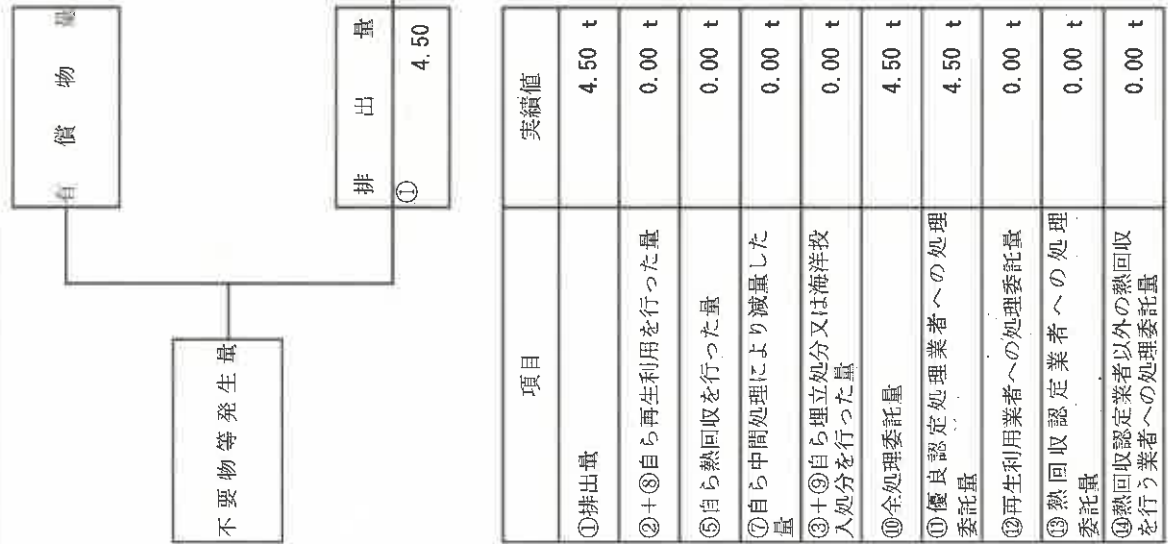 不要物等発生量
有償物量
排出量
① 4.50
項目 実績値
①排出量 4.50 t
②+⑧自ら再生利用を行った量 0.00 t
⑤自ら熱回収を行った量 0.00 t
⑦自ら中間処理により減量した
量 0.00 t
③+⑨自ら埋立処分又は海洋投
入処分を行った量 0.00 t
⑩全処理委託量 4.50 t
⑪優良認定処理業者への処理
委託量 4.50 t
⑫再生利用業者への処理委託量 0.00 t
⑬熱回収認定業者への処理
委託量 0.00 t
⑭熱回収認定業者以外の熱回収
を行う業者への処理委託量 0.00 t